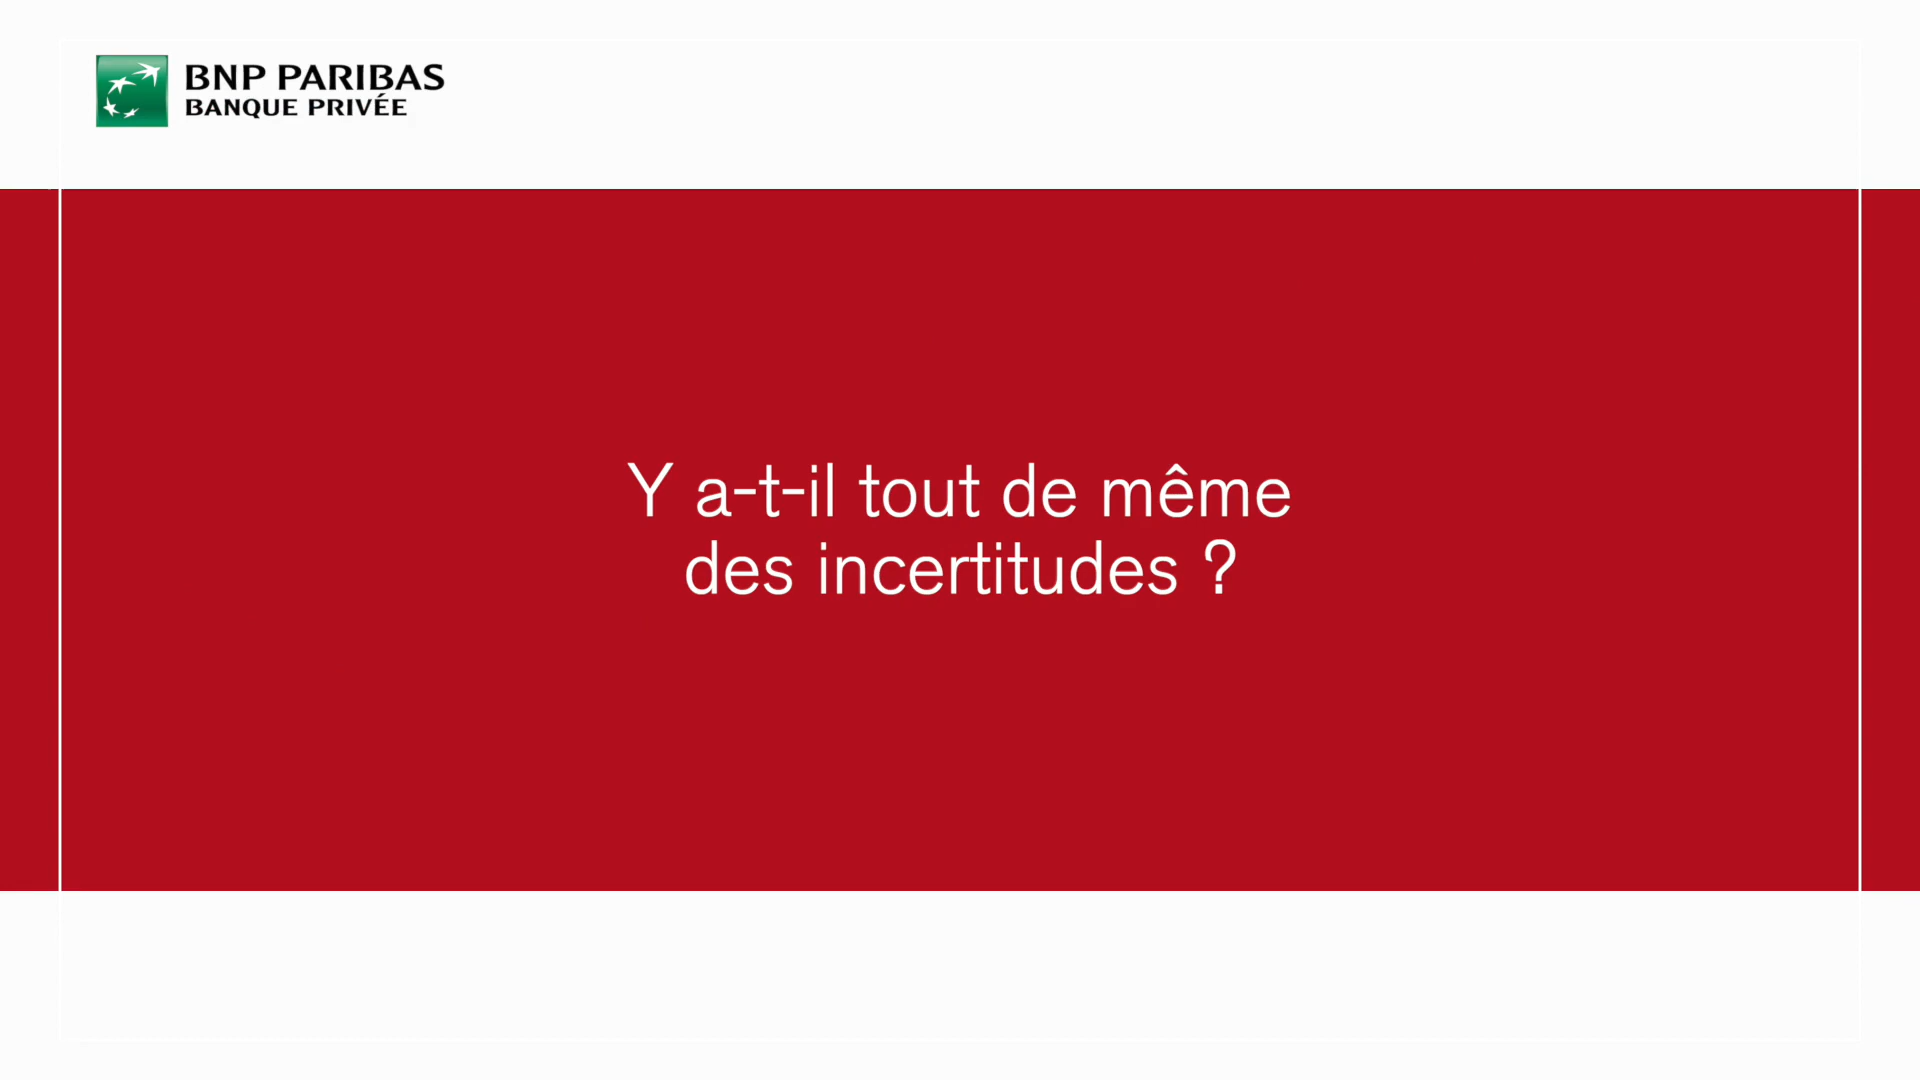 BNP PARIBAS
BANQUE PRIVÉE
Y a-t-il tout de même
des incertitudes ?